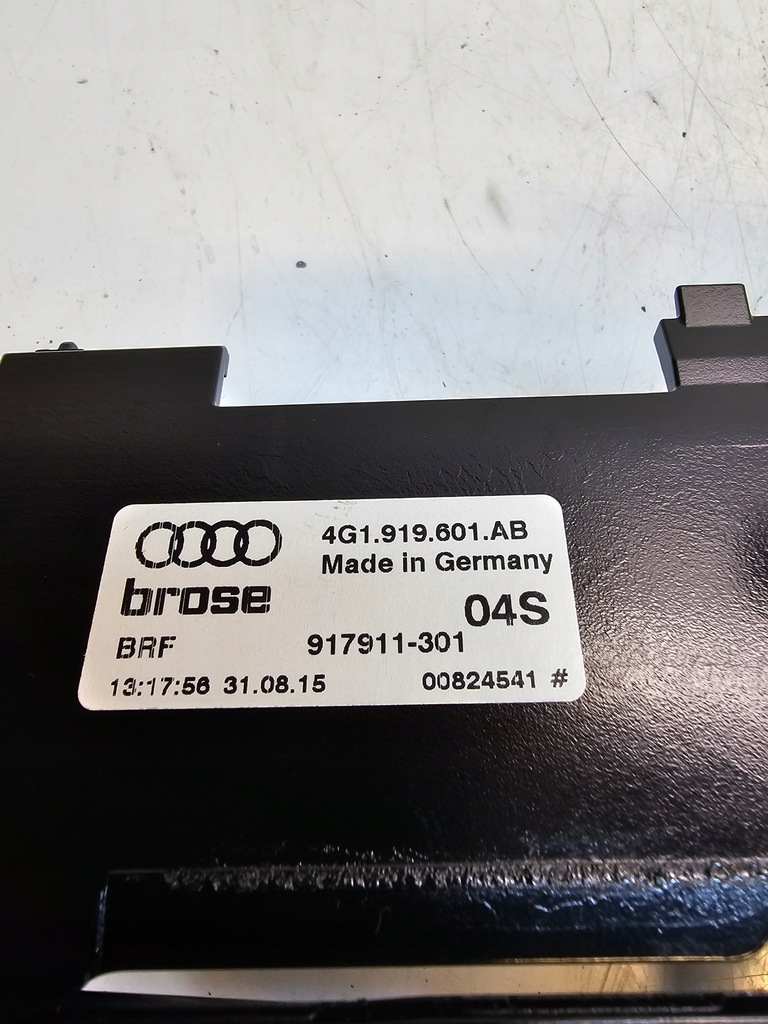 4G1.919.601.AB
Made in Germany
brose
04S
BRF 917911-301
13:17:56 31.08.15 00824541 #